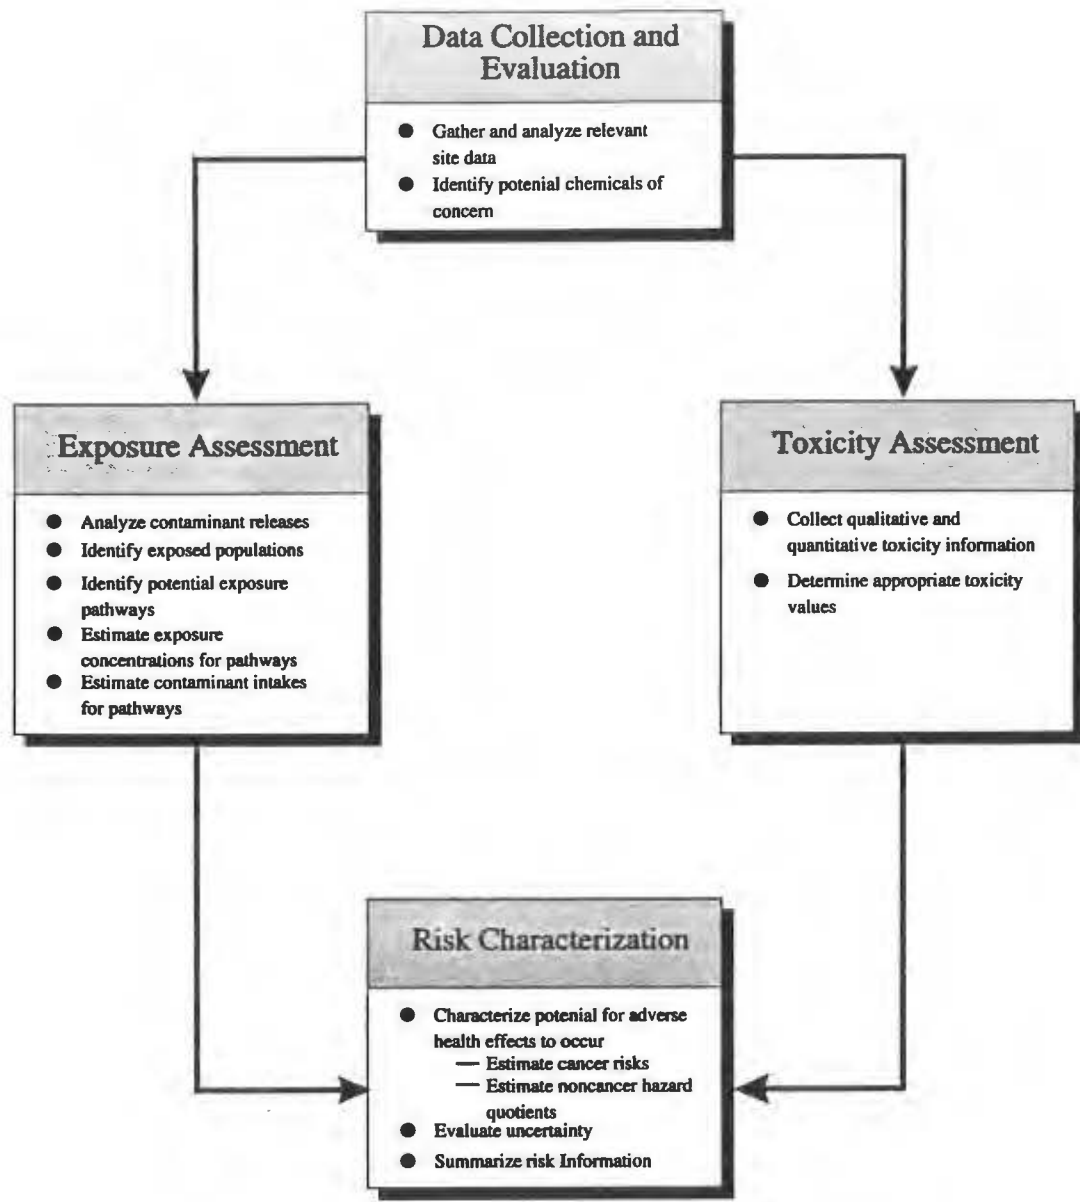 Data Collection and
Evaluation
● Gather and analyze relevant
site data
● Identify potenial chemicals of
concern
Exposure Assessment
● Analyze contaminant releases
● Identify exposed populations
● Identify potential exposure
pathways
● Estimate exposure
concentrations for pathways
● Estimate contaminant intakes
for pathways
Toxicity Assessment
● Collect qualitative and
quantitative toxicity information
● Determine appropriate toxicity
values
Risk Characterization
● Characterize potenial for adverse
health effects to occur
— Estimate cancer risks
— Estimate noncancer hazard
quotients
● Evaluate uncertainty
● Summarize risk Information